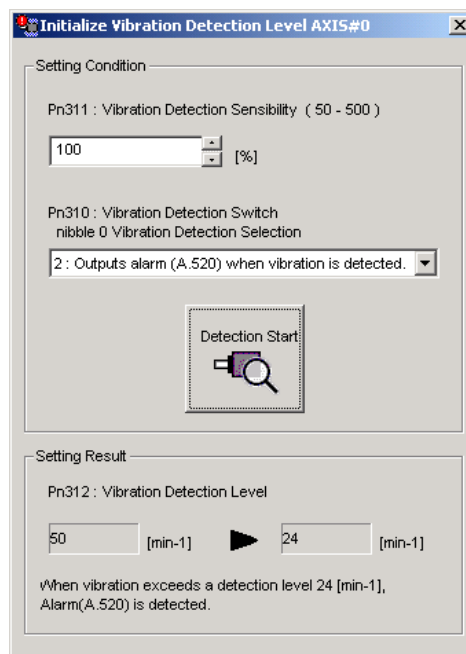 Initialize Vibration Detection Level AXIS#0
Setting Condition
Pn311 : Vibration Detection Sensibility ( 50 - 500 )
100
[%]
Pn310 : Vibration Detection Switch
nibble 0 Vibration Detection Selection
2 : Outputs alarm (A.520) when vibration is detected.
Detection Start
Setting Result
Pn312 : Vibration Detection Level
50 [min-1] 24 [min-1]
When vibration exceeds a detection level 24 [min-1],
Alarm(A.520) is detected.